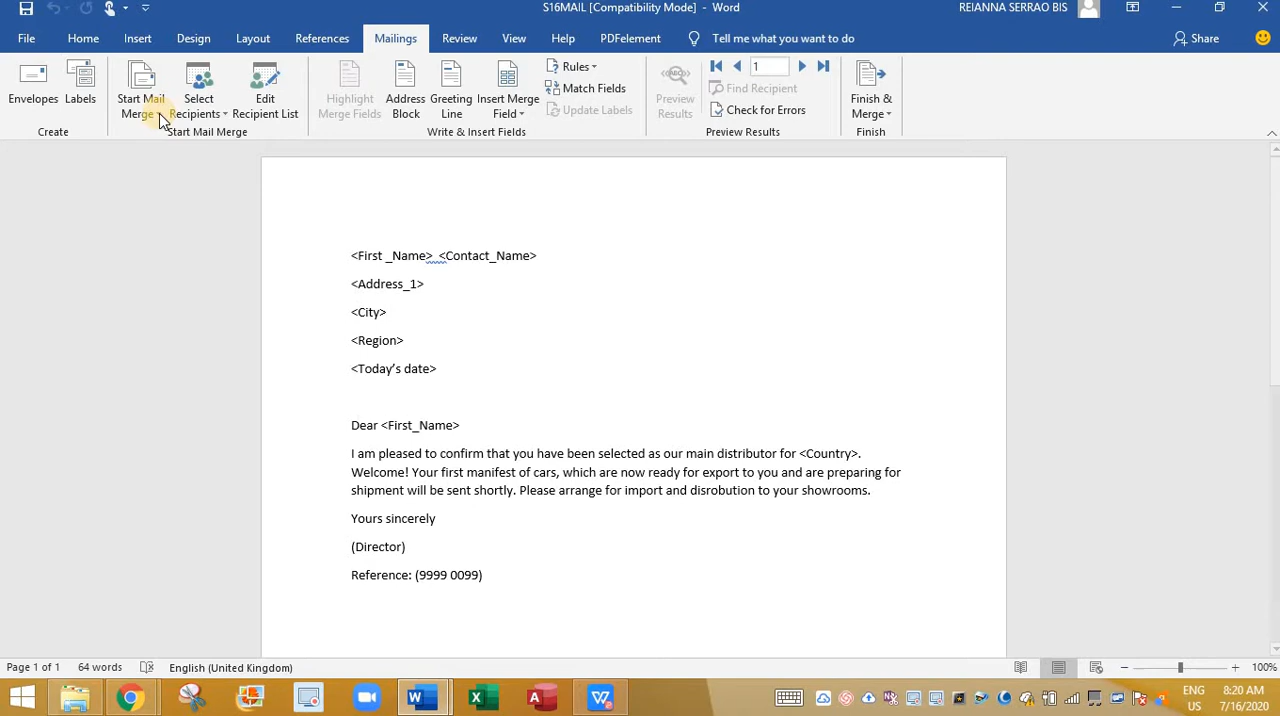 S16MAIL [Compatibility Mode] - Word
REIANNA SERRAO BIS
File Home Insert Design Layout References Mailings Review View Help PDFelement Tell me what you want to do Share
Envelopes
Labels
Create
Start Mail
Merge
Select
Recipients
Edit
Recipient List
Start Mail Merge
Highlight
Merge Fields
Address
Block
Greeting
Line
Insert Merge
Field
Rules
Match Fields
Update Labels
Write & Insert Fields
ABC
Preview
Results
1
Find Recipient
Check for Errors
Preview Results
Finish &
Merge
Finish
<First _Name> <Contact_Name>
<Address_1>
<City>
<Region>
<Today's date>
Dear <First_Name>
I am pleased to confirm that you have been selected as our main distributor for <Country>.
Welcome! Your first manifest of cars, which are now ready for export to you and are preparing for
shipment will be sent shortly. Please arrange for import and disrobution to your showrooms.
Yours sincerely
(Director)
Reference: (9999 0099)
Page 1 of 1 64 words English (United Kingdom) 100%
ENG
US
8:20 AM
7/16/2020